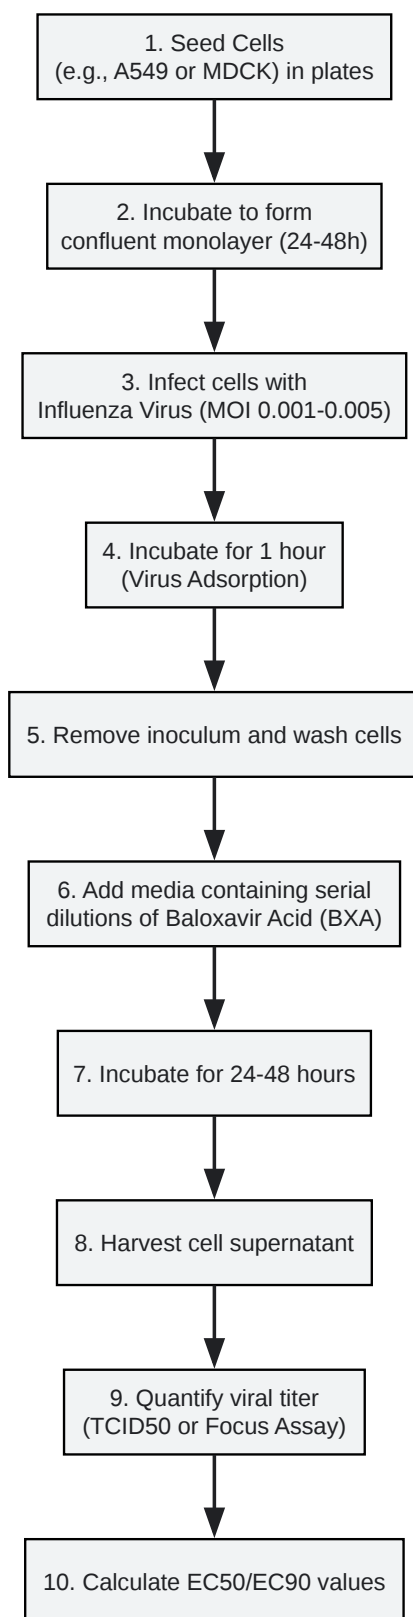 1. Seed Cells
(e.g., A549 or MDCK) in plates
2. Incubate to form
confluent monolayer (24-48h)
3. Infect cells with
Influenza Virus (MOI 0.001-0.005)
4. Incubate for 1 hour
(Virus Adsorption)
5. Remove inoculum and wash cells
6. Add media containing serial
dilutions of Baloxavir Acid (BXA)
7. Incubate for 24-48 hours
8. Harvest cell supernatant
9. Quantify viral titer
(TCID50 or Focus Assay)
10. Calculate EC50/EC90 values